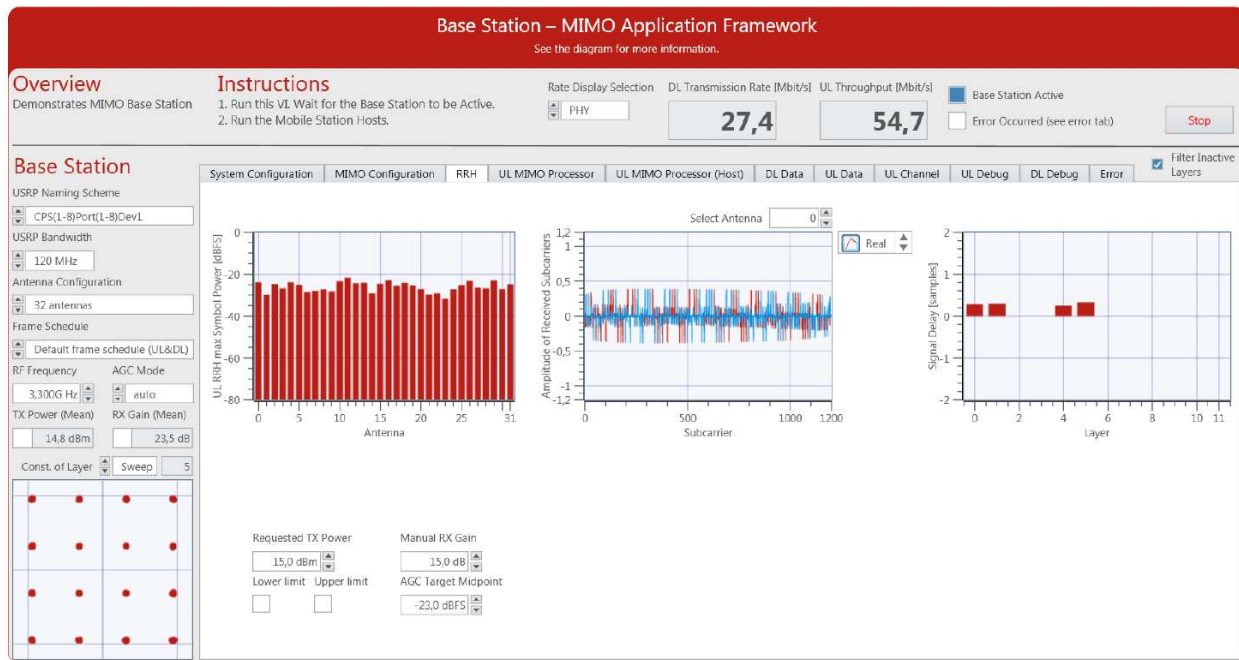 Base Station – MIMO Application Framework
See the diagram for more information.
Overview
Demonstrates MIMO Base Station
Instructions
1. Run this VI. Wait for the Base Station to be Active.
2. Run the Mobile Station Hosts.
Rate Display Selection
PHY
DL Transmission Rate [Mbit/s]
27,4
UL Throughput [Mbit/s]
54,7
Base Station Active
Error Occurred (see error tab)
Stop
Base Station
USRP Naming Scheme
CPS(1-8)Port(1-8)Dev1
USRP Bandwidth
120 MHz
Antenna Configuration
32 antennas
Frame Schedule
Default frame schedule (UL&DL)
RF Frequency AGC Mode
3,300G Hz auto
TX Power (Mean) RX Gain (Mean)
14,8 dBm 23,5 dB
Const. of Layer Sweep 5
System Configuration MIMO Configuration RRH UL MIMO Processor UL MIMO Processor (Host) DL Data UL Data UL Channel UL Debug DL Debug Error
Filter Inactive
Layers
UL RRH max Symbol Power [dBFS]
0
-20
-40
-60
-80
0 5 10 15 20 25 31
Antenna
Select Antenna 0
Real
Amplitude of Received Subcarriers
1,2
1
0,5
0
-0,5
-1
-1,2
0 500 1000 1200
Subcarrier
Signal Delay [samples]
2
1
0
-1
-2
0 2 4 6 8 10 11
Layer
Requested TX Power Manual RX Gain
15,0 dBm 15,0 dB
Lower limit Upper limit AGC Target Midpoint
-23,0 dBFS